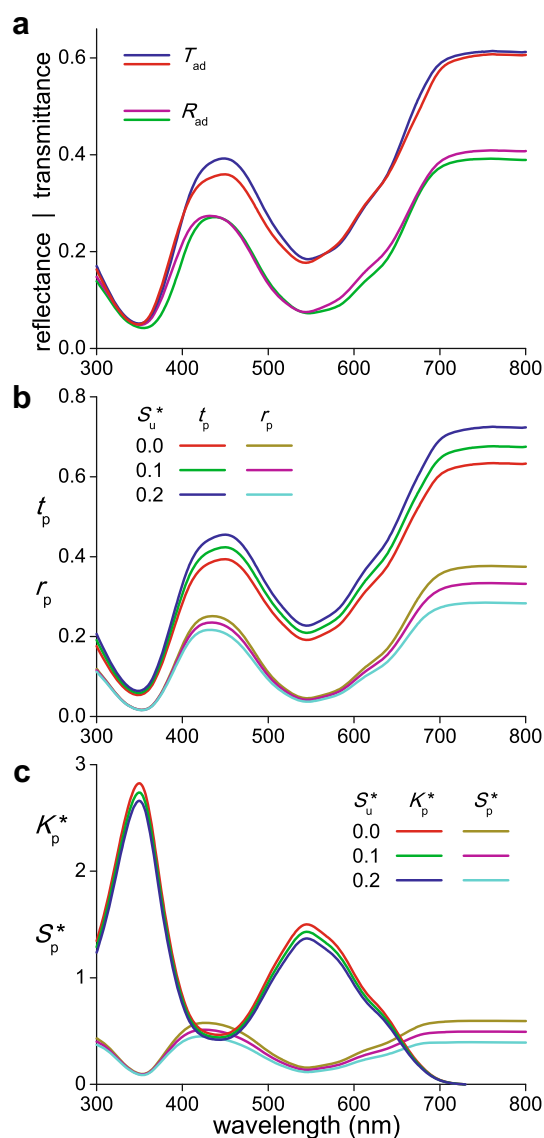 a
reflectance | transmittance
0.6
0.4
0.2
0.0
T_ad
R_ad
300 400 500 600 700 800
b
t_p
r_p
0.8
0.6
0.4
0.2
0.0
S_u* t_p r_p
0.0
0.1
0.2
300 400 500 600 700 800
c
K_p*
S_p*
3
2
1
0
S_u* K_p* S_p*
0.0
0.1
0.2
300 400 500 600 700 800
wavelength (nm)